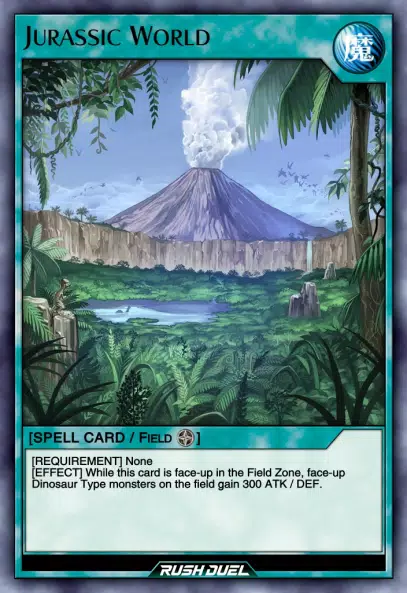 Jurassic World
魔
[SPELL CARD / Field]
[REQUIREMENT] None
[EFFECT] While this card is face-up in the Field Zone, face-up
Dinosaur Type monsters on the field gain 300 ATK / DEF.
RUSH DUEL